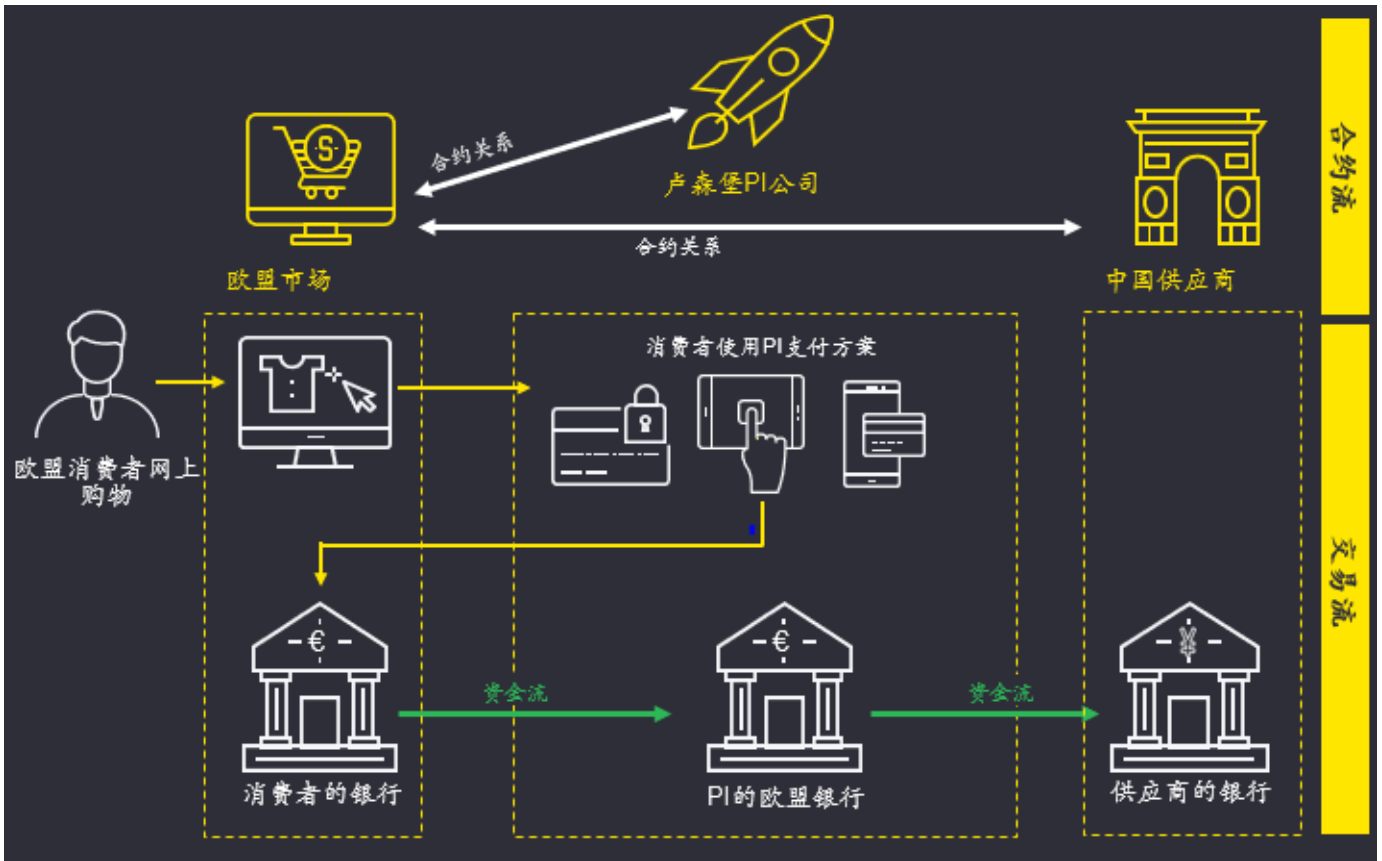 合约关系
卢森堡PI公司
合约关系
欧盟市场
中国供应商
合约流
消费者使用PI支付方案
欧盟消费者网上
购物
交易流
资金流
资金流
消费者的银行
PI的欧盟银行
供应商的银行
S
€
€
¥